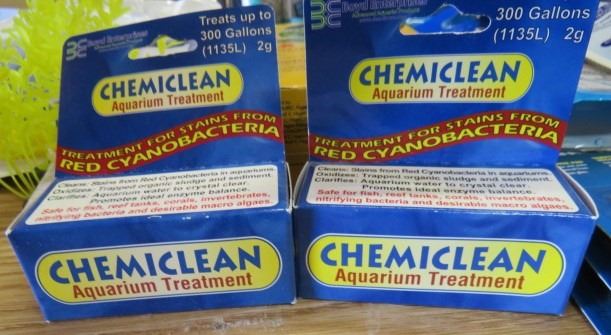 Boyd Enterprises
Treats up to
300 Gallons
(1135L) 2g
CHEMICLEAN
Aquarium Treatment
TREATMENT FOR STAINS FROM
RED CYANOBACTERIA
Cleans: Stains from Red Cyanobacteria in aquariums.
Oxidizes: Trapped organic sludge and sediment
Clarifies: Aquarium water to crystal clear.
Promotes ideal enzyme balance.
Safe for fish, reef tanks, corals, invertebrates,
nitrifying bacteria and desirable macro algaes.
CHEMICLEAN
Aquarium Treatment
Boyd Enterprises
300 Gallons
(1135L) 2g
CHEMICLEAN
Aquarium Treatment
TREATMENT FOR STAINS FROM
RED CYANOBACTERIA
Cleans: Stains from Red Cyanobacteria in aquariums.
Oxidizes: Trapped organic sludge and sediment.
Clarifies: Aquarium water to crystal clear.
Promotes ideal enzyme balance.
Safe for fish, reef tanks, corals, invertebrates,
nitrifying bacteria and desirable macro algaes.
CHEMICLEAN
Aquarium Treatment